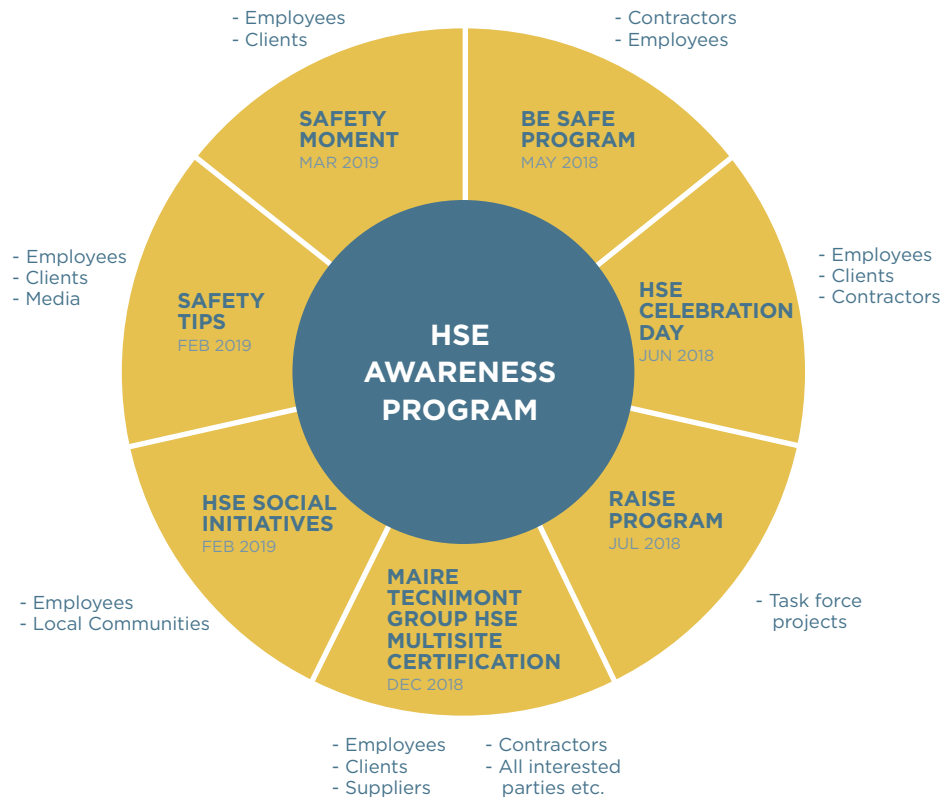 - Employees
- Clients
- Contractors
- Employees
SAFETY
MOMENT
MAR 2019
BE SAFE
PROGRAM
MAY 2018
- Employees
- Clients
- Media
SAFETY
TIPS
FEB 2019
HSE
AWARENESS
PROGRAM
HSE
CELEBRATION
DAY
JUN 2018
- Employees
- Clients
- Contractors
HSE SOCIAL
INITIATIVES
FEB 2019
RAISE
PROGRAM
JUL 2018
MAIRE
TECNIMONT
GROUP HSE
MULTISITE
CERTIFICATION
DEC 2018
- Employees
- Local Communities
- Task force
projects
- Employees
- Clients
- Suppliers
- Contractors
- All interested
parties etc.